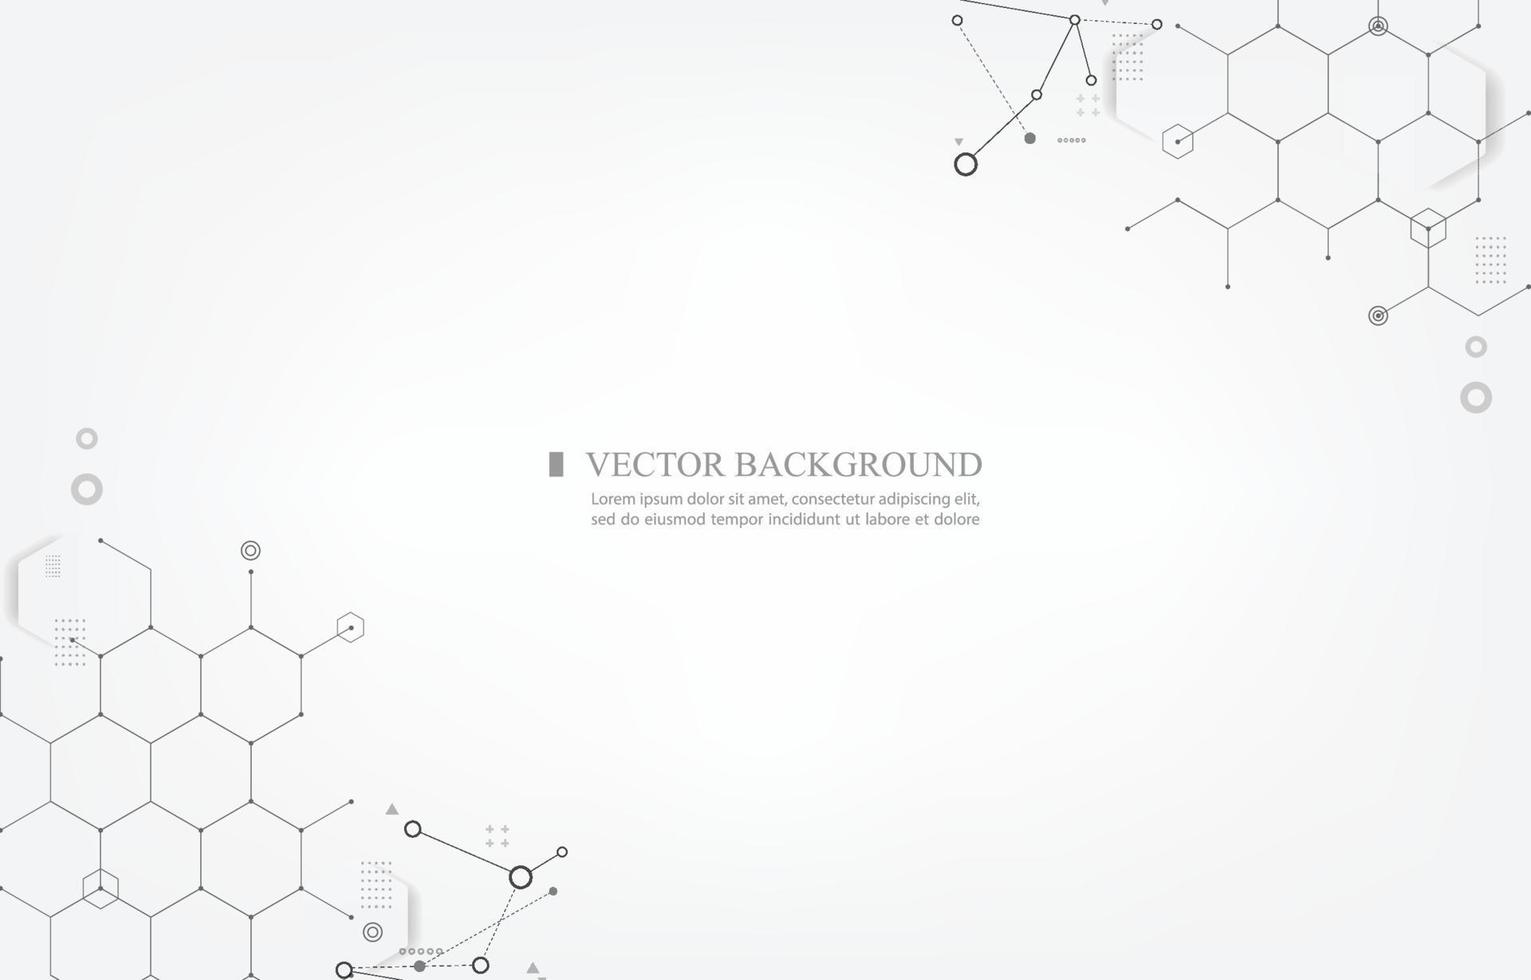 VECTOR BACKGROUND
Lorem ipsum dolor sit amet, consectetur adipiscing elit,
sed do eiusmod tempor incididunt ut labore et dolore